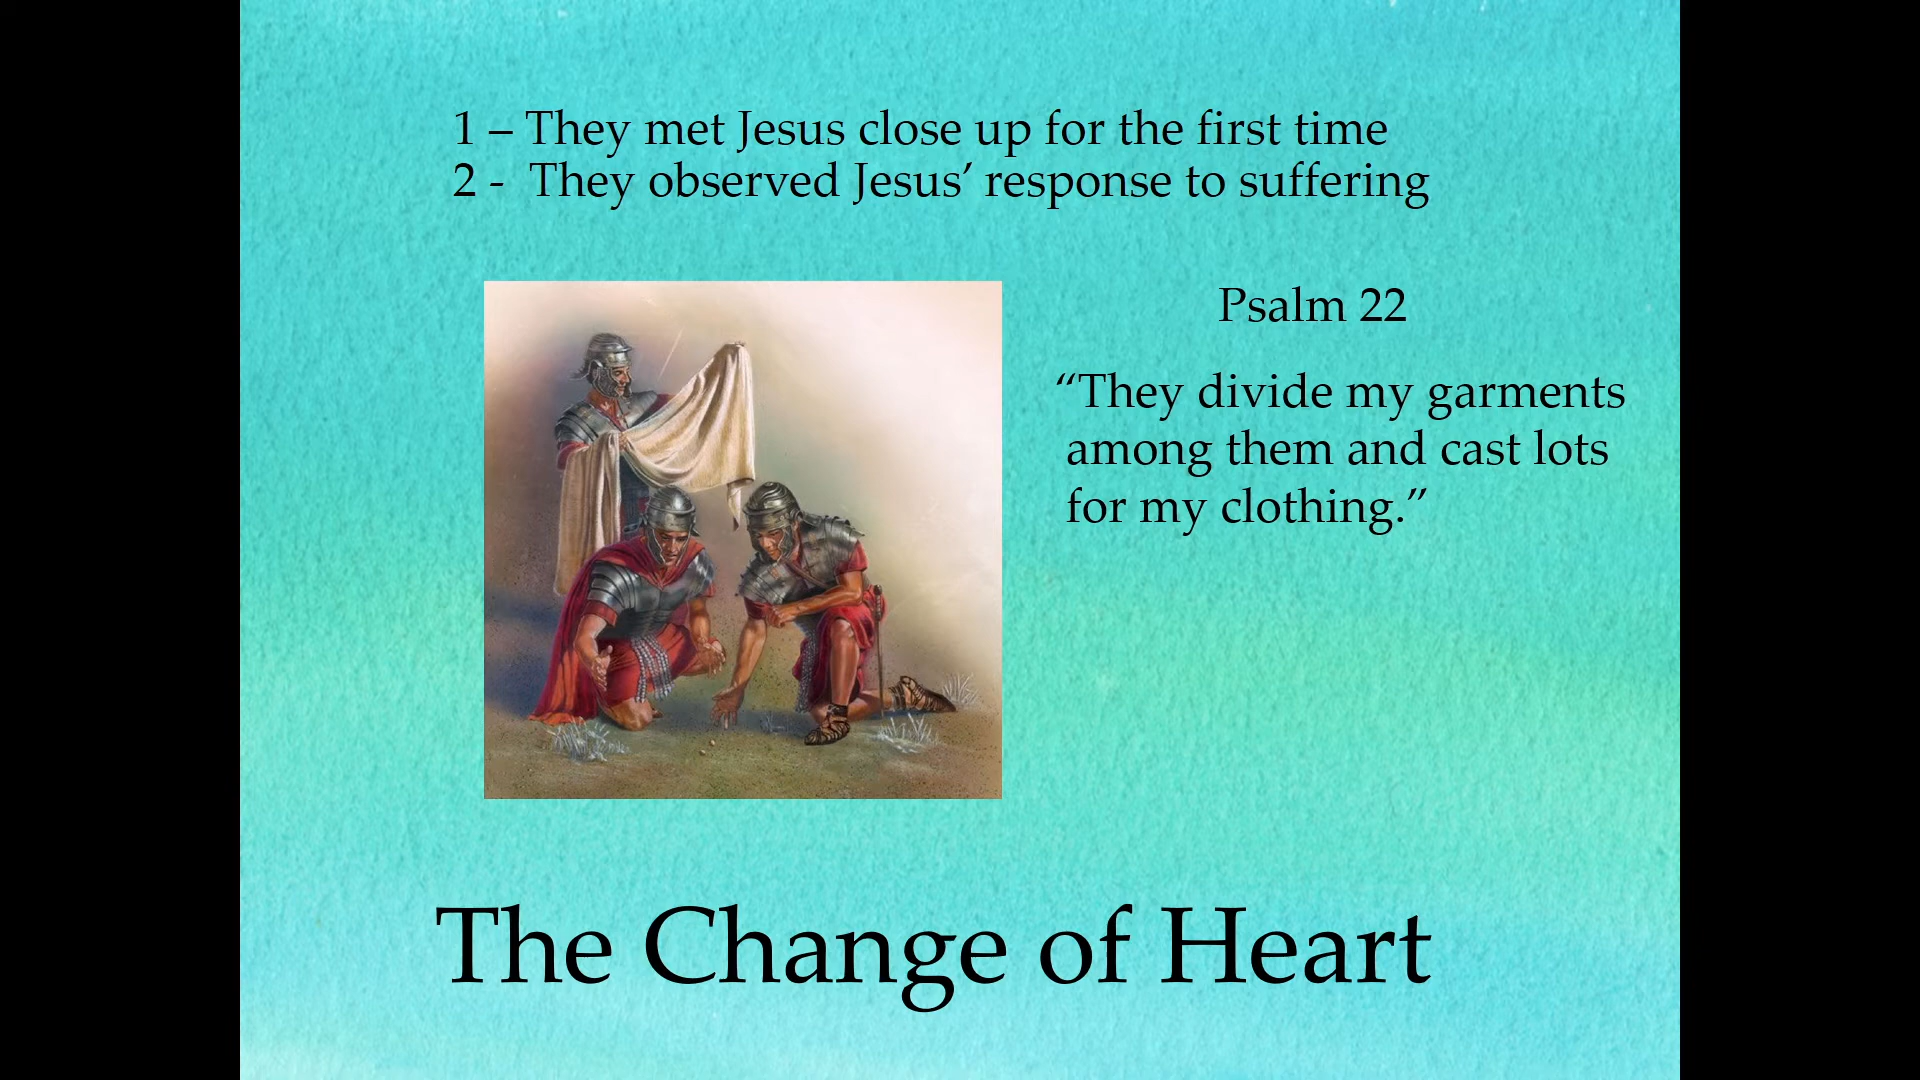 1 – They met Jesus close up for the first time
2 -  They observed Jesus’ response to suffering
Psalm 22
“They divide my garments
among them and cast lots
for my clothing.”
The Change of Heart